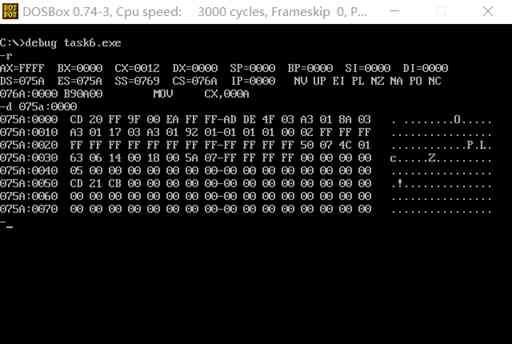 DOSBox 0.74-3, Cpu speed: 3000 cycles, Frameskip 0, P...
C:\>debug task6.exe
-r
AX=FFFF BX=0000 CX=0012 DX=0000 SP=0000 BP=0000 SI=0000 DI=0000
DS=075A ES=075A SS=0769 CS=076A IP=0000 NV UP EI PL NZ NA PO NC
076A:0000 B90A00 MOV CX,000A
-d 075a:0000
075A:0000 CD 20 FF 9F 00 EA FF FF-AD DE 4F 03 A3 01 8A 03 . ........O.....
075A:0010 A3 01 17 03 A3 01 92 01-01 01 01 00 02 FF FF FF ................
075A:0020 FF FF FF FF FF FF FF FF-FF FF FF FF 50 07 4C 01 ............P.L.
075A:0030 63 06 14 00 18 00 5A 07-FF FF FF FF 00 00 00 00 c.....Z.........
075A:0040 05 00 00 00 00 00 00 00-00 00 00 00 00 00 00 00 ................
075A:0050 CD 21 CB 00 00 00 00 00-00 00 00 00 00 00 00 00 .!..............
075A:0060 00 00 00 00 00 00 00 00-00 00 00 00 00 00 00 00 ................
075A:0070 00 00 00 00 00 00 00 00-00 00 00 00 00 00 00 00 ................
-_